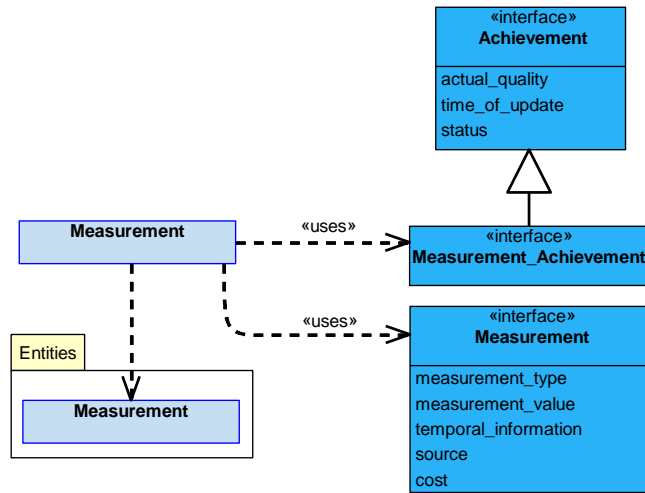 «interface»
Achievement
actual_quality
time_of_update
status
Measurement
«uses»
«interface»
Measurement_Achievement
«uses»
«interface»
Measurement
measurement_type
measurement_value
temporal_information
source
cost
Entities
Measurement